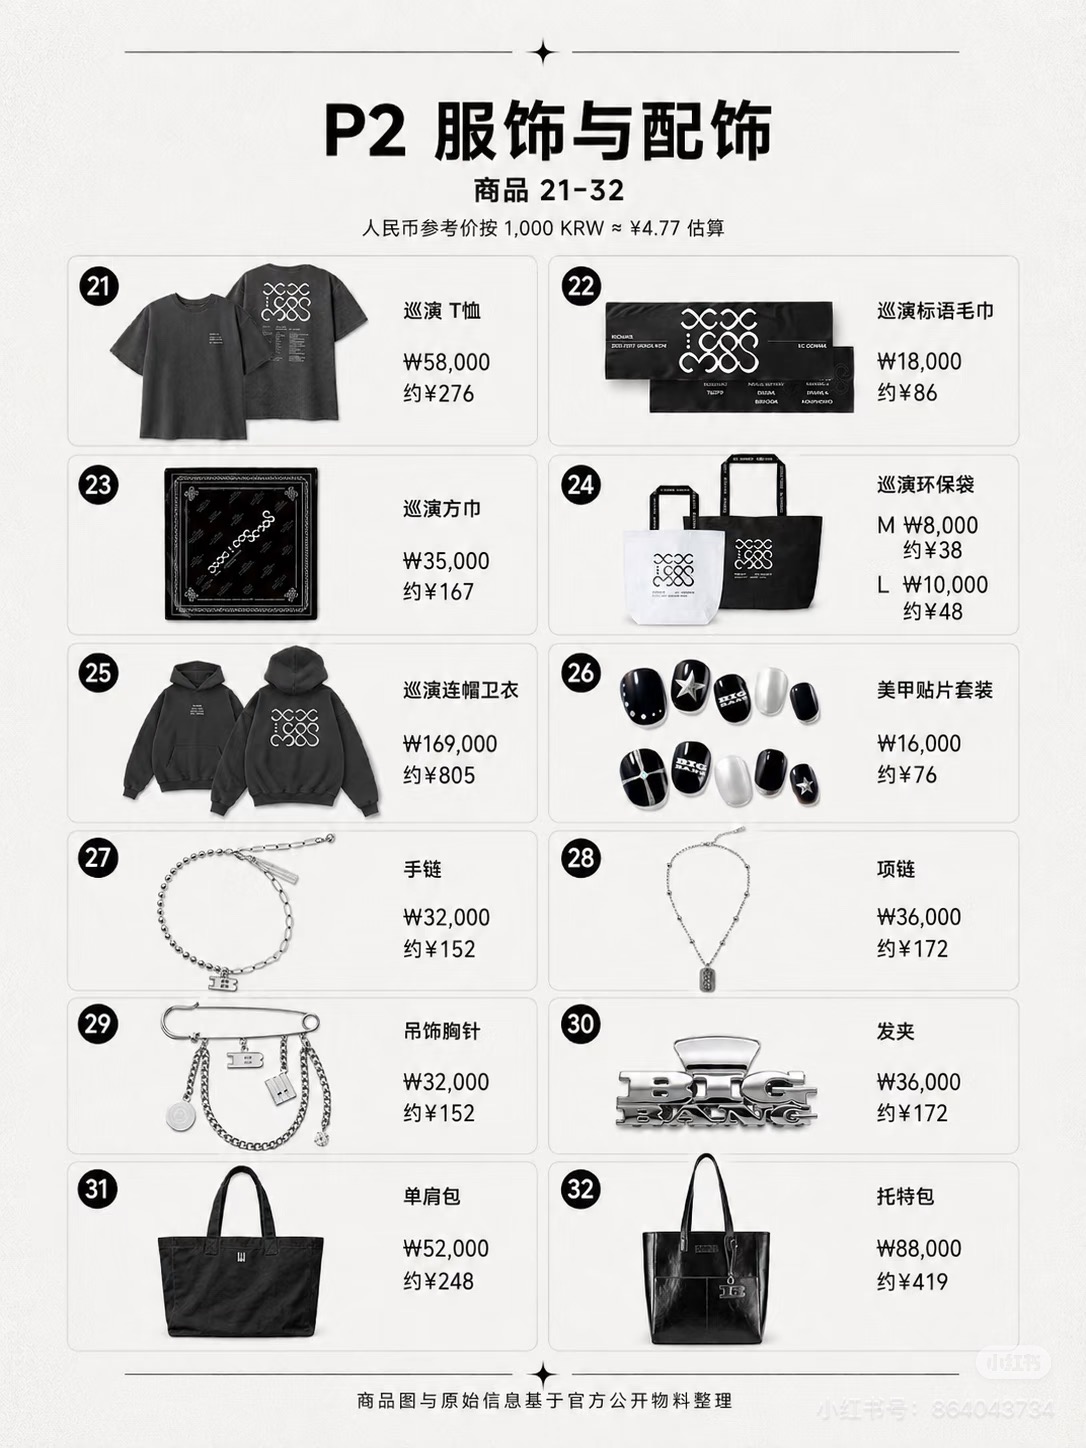 P2 服饰与配饰
商品 21-32
人民币参考价按 1,000 KRW ≈ ¥4.77 估算
21
巡演 T恤
₩58,000
约¥276
22
巡演标语毛巾
₩18,000
约¥86
23
巡演方巾
₩35,000
约¥167
24
巡演环保袋
M ₩8,000
约¥38
L ₩10,000
约¥48
25
巡演连帽卫衣
₩169,000
约¥805
26
BIG
BIG
BANG
美甲贴片套装
₩16,000
约¥76
27
手链
₩32,000
约¥152
28
项链
₩36,000
约¥172
29
吊饰胸针
₩32,000
约¥152
30
BIG
BANG
发夹
₩36,000
约¥172
31
单肩包
₩52,000
约¥248
32
托特包
₩88,000
约¥419
商品图与原始信息基于官方公开物料整理
小红书
小红书号：864043734